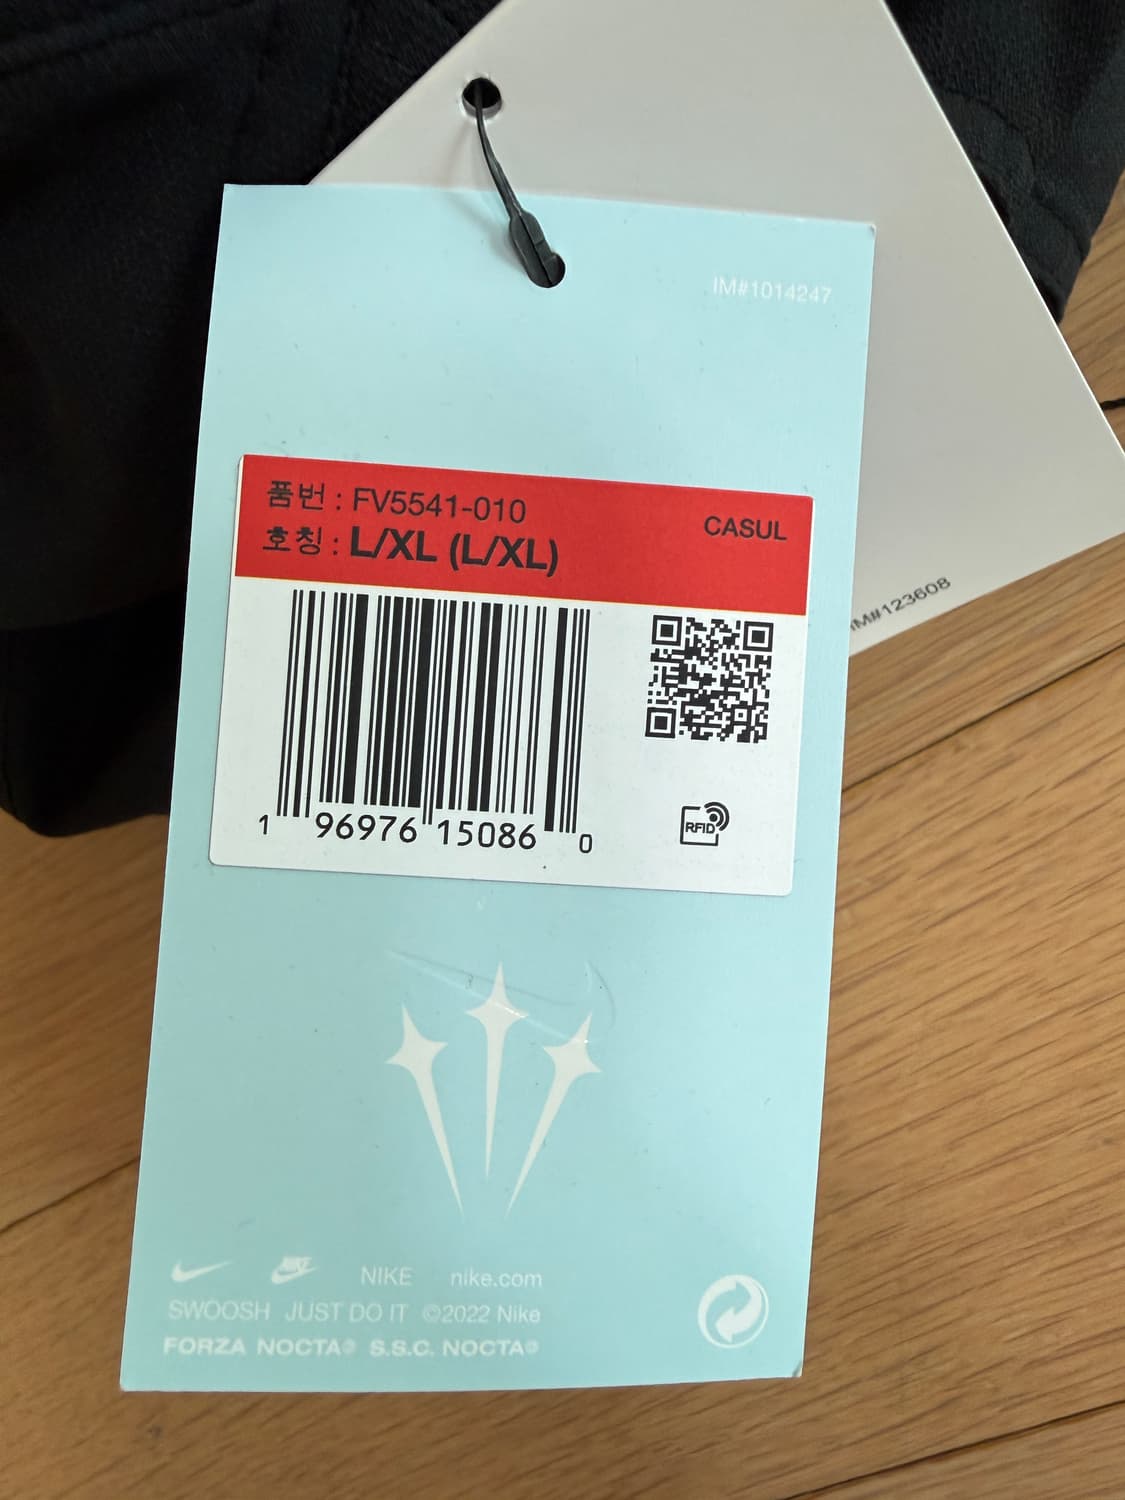 IM#1014247
품번 : FV5541-010
호칭 : L/XL (L/XL)
CASUL
IM#123608
1 96976 15086 0
RFID
NIKE nike.com
SWOOSH JUST DO IT ©2022 Nike
FORZA NOCTA® S.S.C. NOCTA®